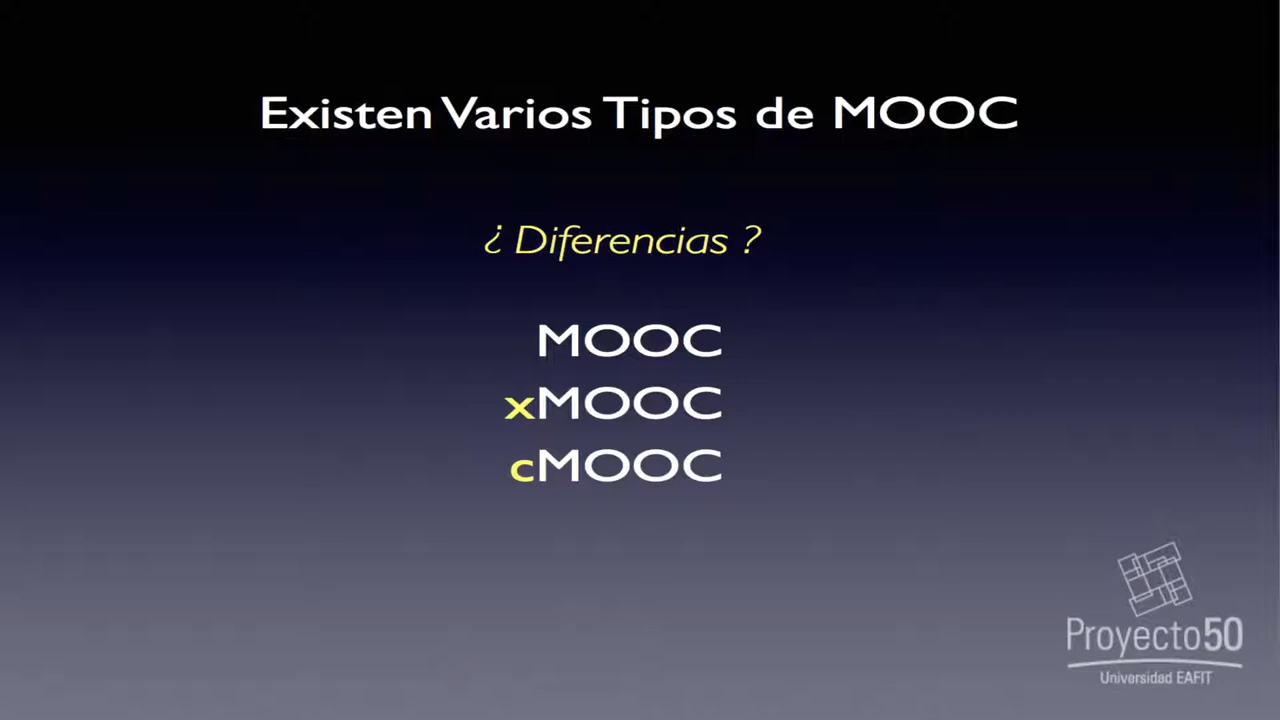 Existen Varios Tipos de MOOC
¿ Diferencias ?
MOOC
xMOOC
cMOOC
Proyecto50
Universidad EAFIT